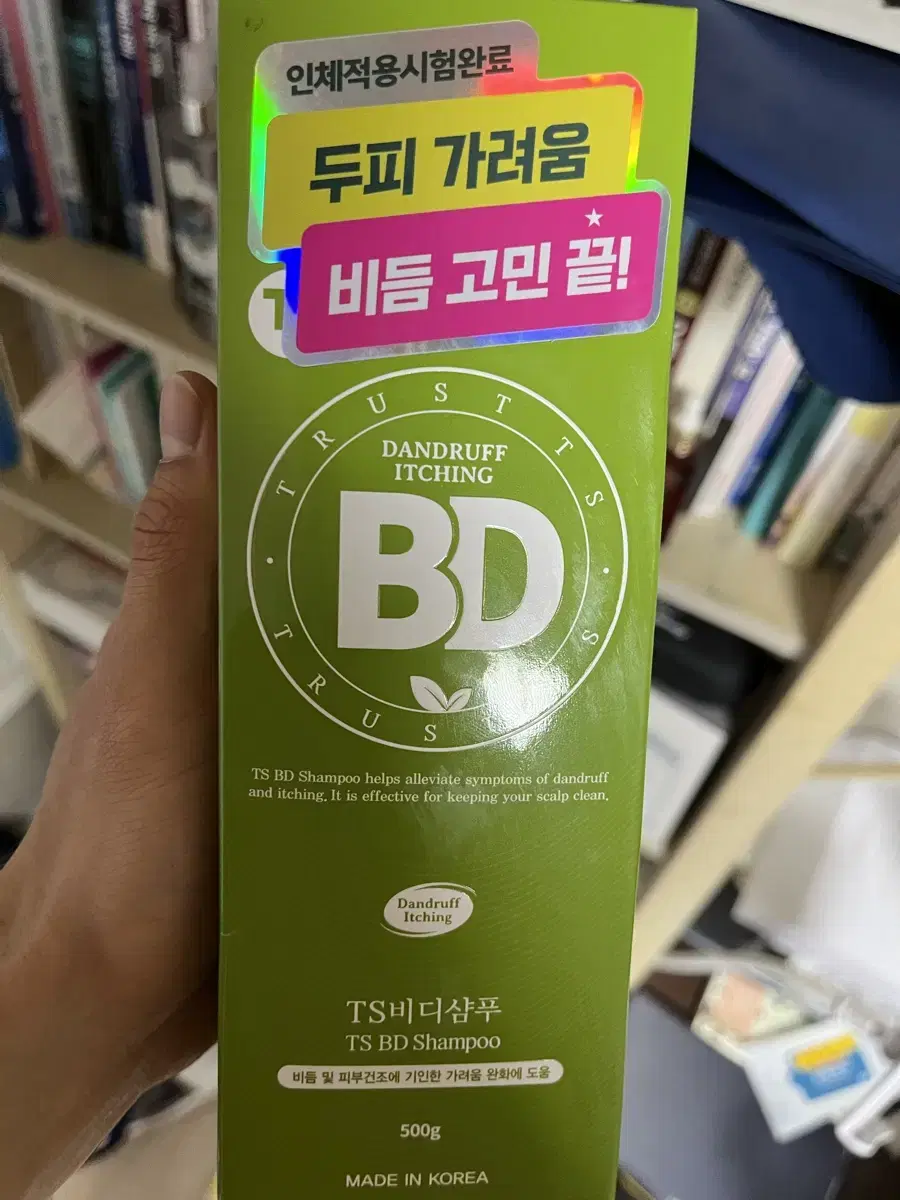 인체적용시험완료
두피 가려움
비듬 고민 끝!
T
TRUST TS
DANDRUFF
ITCHING
BD
TRUST TS
TS BD Shampoo helps alleviate symptoms of dandruff
and itching. It is effective for keeping your scalp clean.
Dandruff
Itching
TS비디샴푸
TS BD Shampoo
비듬 및 피부건조에 기인한 가려움 완화에 도움
500g
MADE IN KOREA